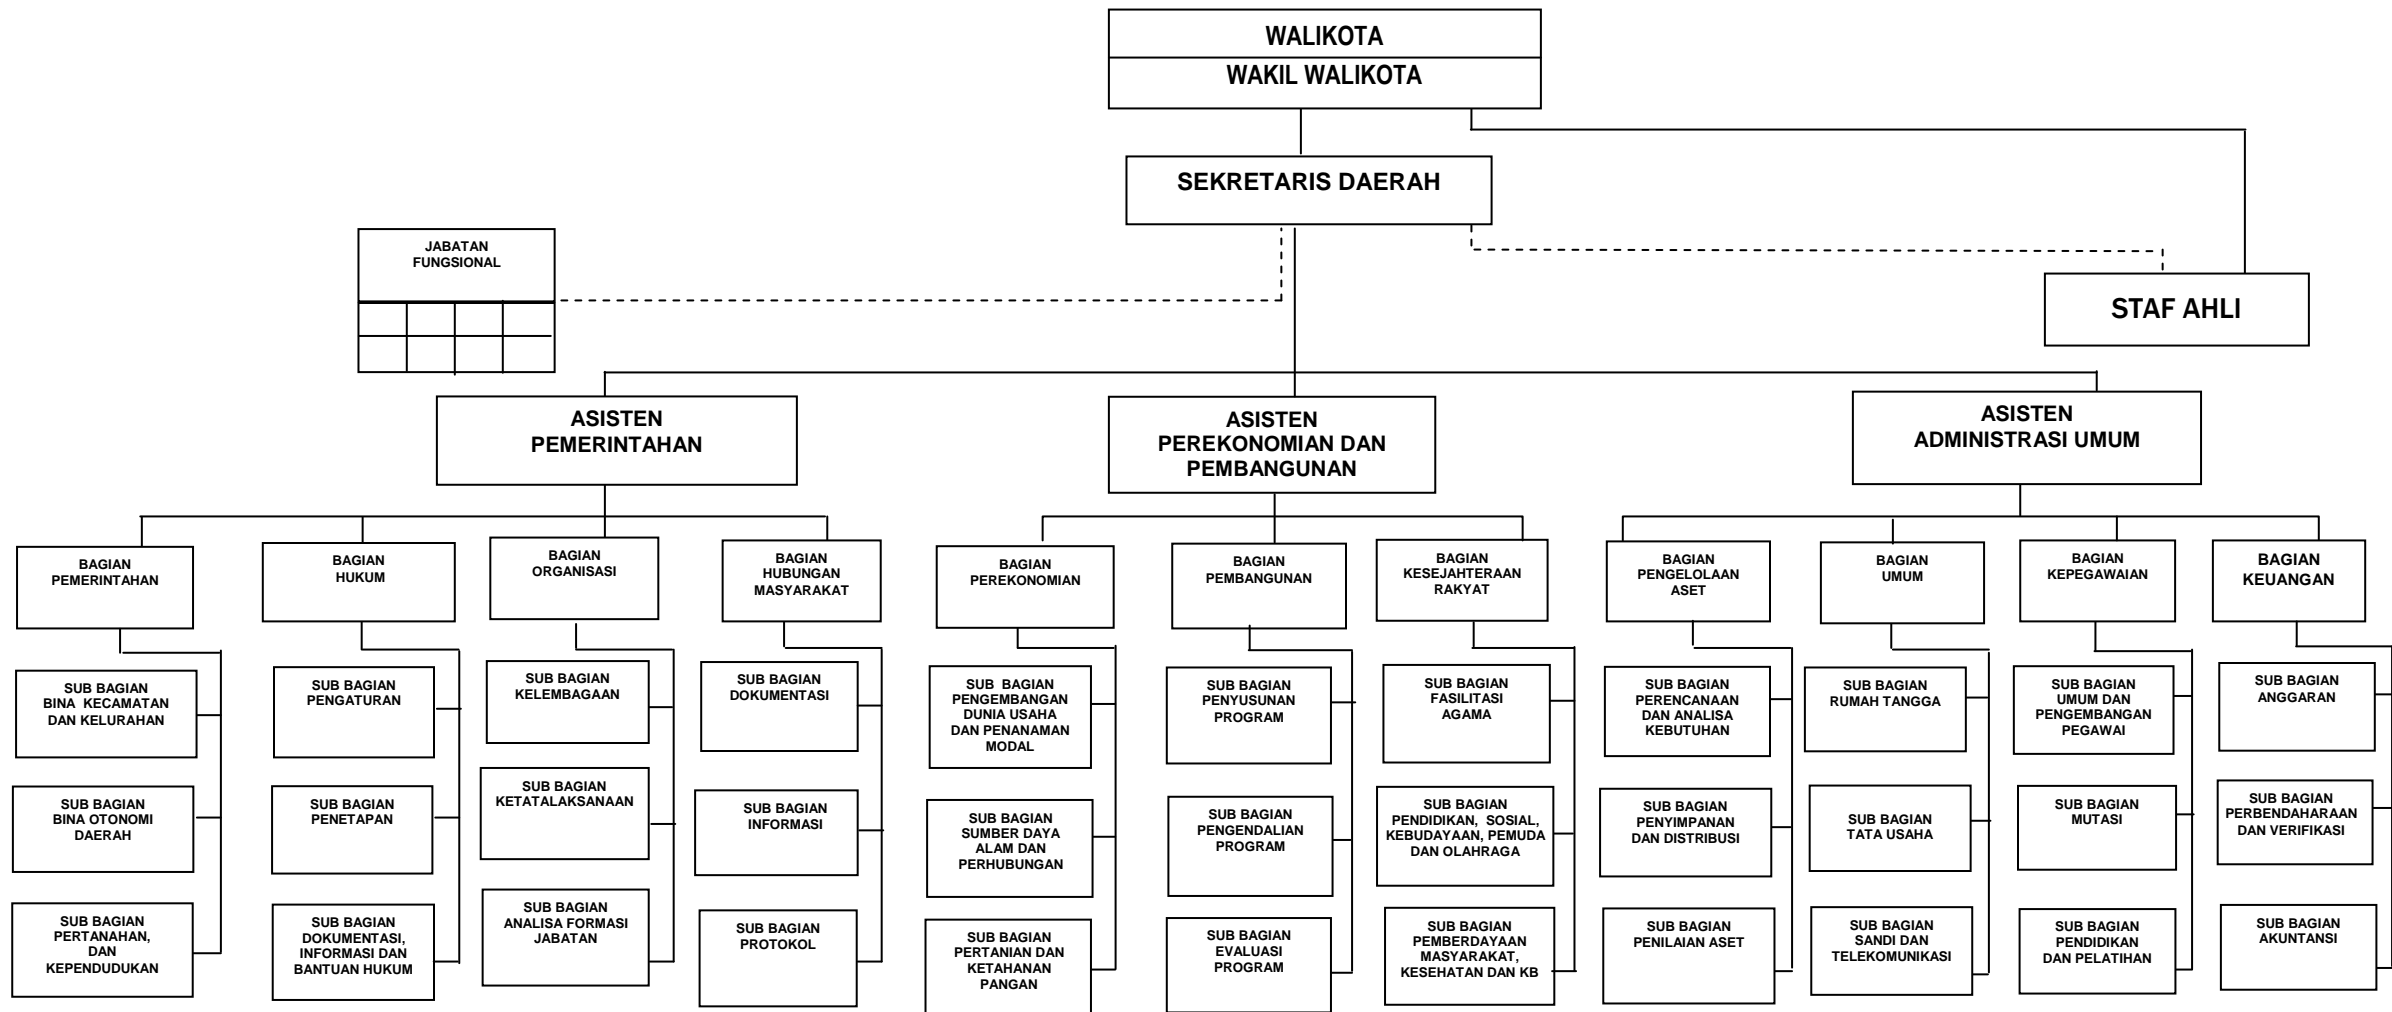 WALIKOTA
WAKIL WALIKOTA
SEKRETARIS DAERAH
JABATAN
FUNGSIONAL
STAF AHLI
ASISTEN
PEMERINTAHAN
ASISTEN
PEREKONOMIAN DAN
PEMBANGUNAN
ASISTEN
ADMINISTRASI UMUM
BAGIAN
PEMERINTAHAN
BAGIAN
HUKUM
BAGIAN
ORGANISASI
BAGIAN
HUBUNGAN
MASYARAKAT
BAGIAN
PEREKONOMIAN
BAGIAN
PEMBANGUNAN
BAGIAN
KESEJAHTERAAN
RAKYAT
BAGIAN
PENGELOLAAN
ASET
BAGIAN
UMUM
BAGIAN
KEPEGAWAIAN
BAGIAN
KEUANGAN
SUB BAGIAN
BINA KECAMATAN
DAN KELURAHAN
SUB BAGIAN
PENGATURAN
SUB BAGIAN
KELEMBAGAAN
SUB BAGIAN
DOKUMENTASI
SUB BAGIAN
PENGEMBANGAN
DUNIA USAHA
DAN PENANAMAN
MODAL
SUB BAGIAN
PENYUSUNAN
PROGRAM
SUB BAGIAN
FASILITASI
AGAMA
SUB BAGIAN
PERENCANAAN
DAN ANALISA
KEBUTUHAN
SUB BAGIAN
RUMAH TANGGA
SUB BAGIAN
UMUM DAN
PENGEMBANGAN
PEGAWAI
SUB BAGIAN
ANGGARAN
SUB BAGIAN
BINA OTONOMI
DAERAH
SUB BAGIAN
PENETAPAN
SUB BAGIAN
KETATALAKSANAAN
SUB BAGIAN
INFORMASI
SUB BAGIAN
SUMBER DAYA
ALAM DAN
PERHUBUNGAN
SUB BAGIAN
PENGENDALIAN
PROGRAM
SUB BAGIAN
PENDIDIKAN, SOSIAL,
KEBUDAYAAN, PEMUDA
DAN OLAHRAGA
SUB BAGIAN
PENYIMPANAN
DAN DISTRIBUSI
SUB BAGIAN
TATA USAHA
SUB BAGIAN
MUTASI
SUB BAGIAN
PERBENDAHARAAN
DAN VERIFIKASI
SUB BAGIAN
PERTANAHAN,
DAN
KEPENDUDUKAN
SUB BAGIAN
DOKUMENTASI,
INFORMASI DAN
BANTUAN HUKUM
SUB BAGIAN
ANALISA FORMASI
JABATAN
SUB BAGIAN
PROTOKOL
SUB BAGIAN
PERTANIAN DAN
KETAHANAN
PANGAN
SUB BAGIAN
EVALUASI
PROGRAM
SUB BAGIAN
PEMBERDAYAAN
MASYARAKAT,
KESEHATAN DAN KB
SUB BAGIAN
PENILAIAN ASET
SUB BAGIAN
SANDI DAN
TELEKOMUNIKASI
SUB BAGIAN
PENDIDIKAN
DAN PELATIHAN
SUB BAGIAN
AKUNTANSI